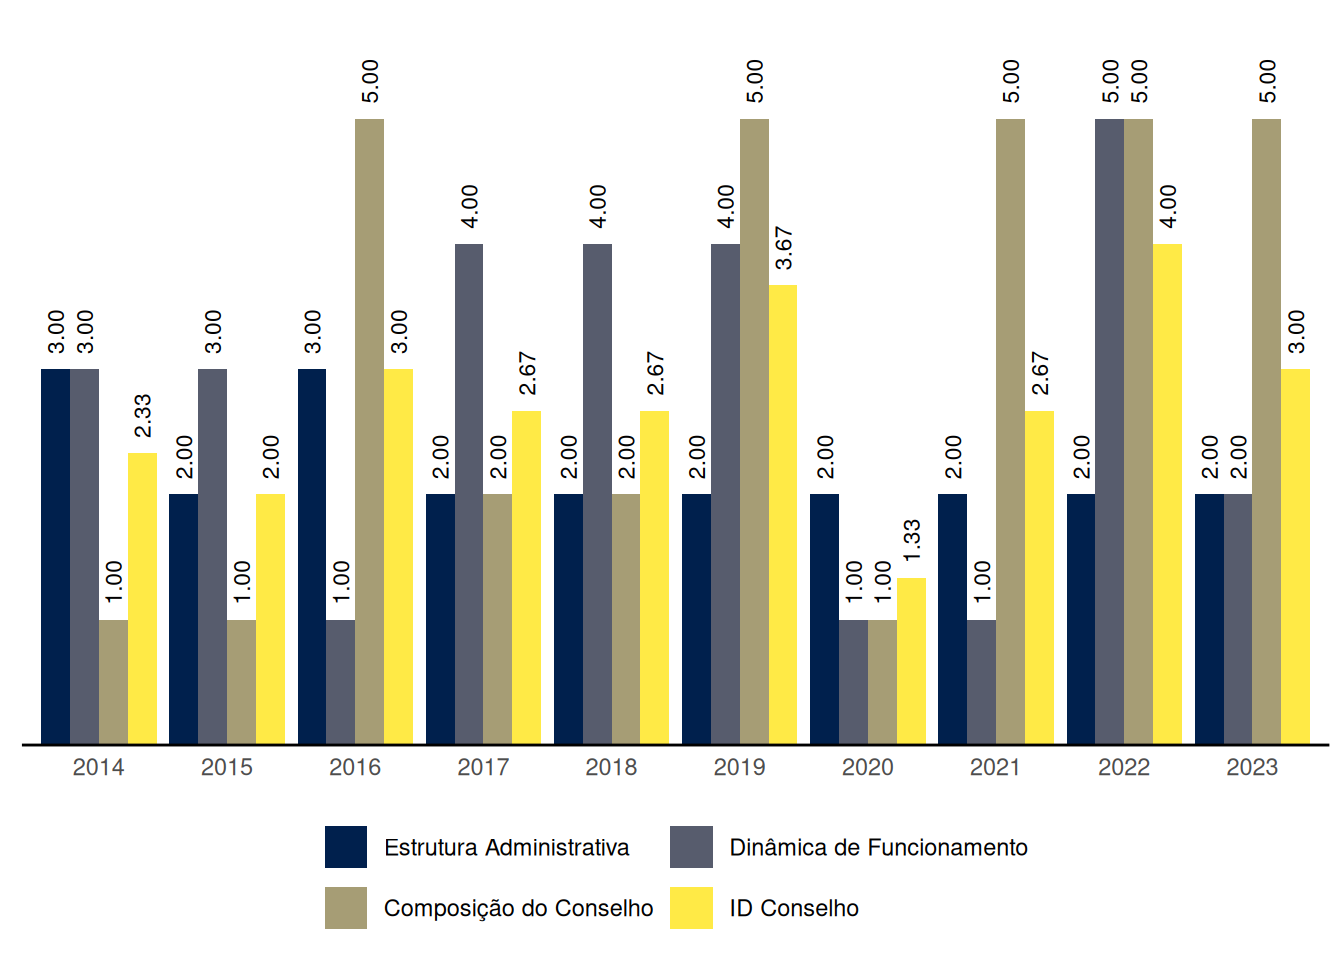 3.00 3.00 1.00 2.33 2.00 3.00 1.00 2.00 3.00 1.00 5.00 3.00 2.00 4.00 2.00 2.67 2.00 4.00 2.00 2.67 2.00 4.00 5.00 3.67 2.00 1.00 1.00 1.33 2.00 1.00 5.00 2.67 2.00 5.00 5.00 4.00 2.00 2.00 5.00 3.00
2014 2015 2016 2017 2018 2019 2020 2021 2022 2023
Estrutura Administrativa Dinâmica de Funcionamento
Composição do Conselho ID Conselho